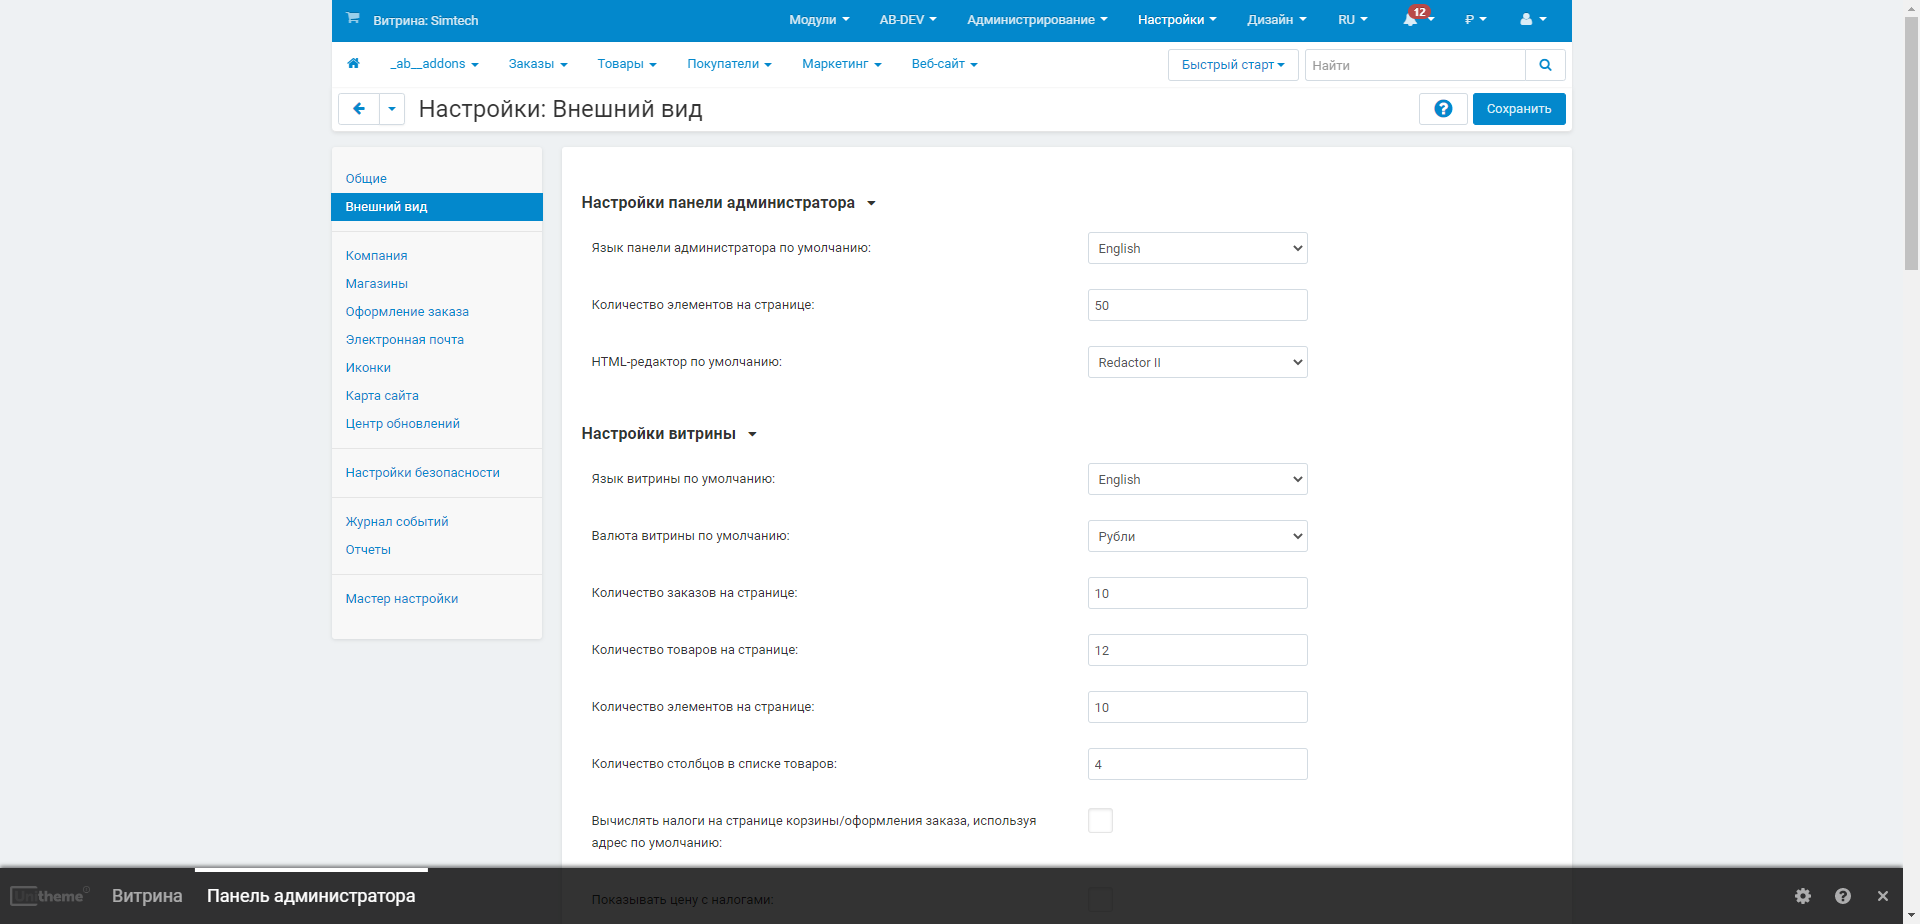 Витрина: Simtech
Модули
AB-DEV
Администрирование
Настройки
Дизайн
RU
12
₽
_ab__addons
Заказы
Товары
Покупатели
Маркетинг
Веб-сайт
Быстрый старт
Найти
Настройки: Внешний вид
Сохранить
Общие
Внешний вид
Компания
Магазины
Оформление заказа
Электронная почта
Иконки
Карта сайта
Центр обновлений
Настройки безопасности
Журнал событий
Отчеты
Мастер настройки
Настройки панели администратора
Язык панели администратора по умолчанию:
English
Количество элементов на странице:
50
HTML-редактор по умолчанию:
Redactor II
Настройки витрины
Язык витрины по умолчанию:
English
Валюта витрины по умолчанию:
Рубли
Количество заказов на странице:
10
Количество товаров на странице:
12
Количество элементов на странице:
10
Количество столбцов в списке товаров:
4
Вычислять налоги на странице корзины/оформления заказа, используя
адрес по умолчанию:
Показывать цену с налогами:
Unitheme
Витрина
Панель администратора